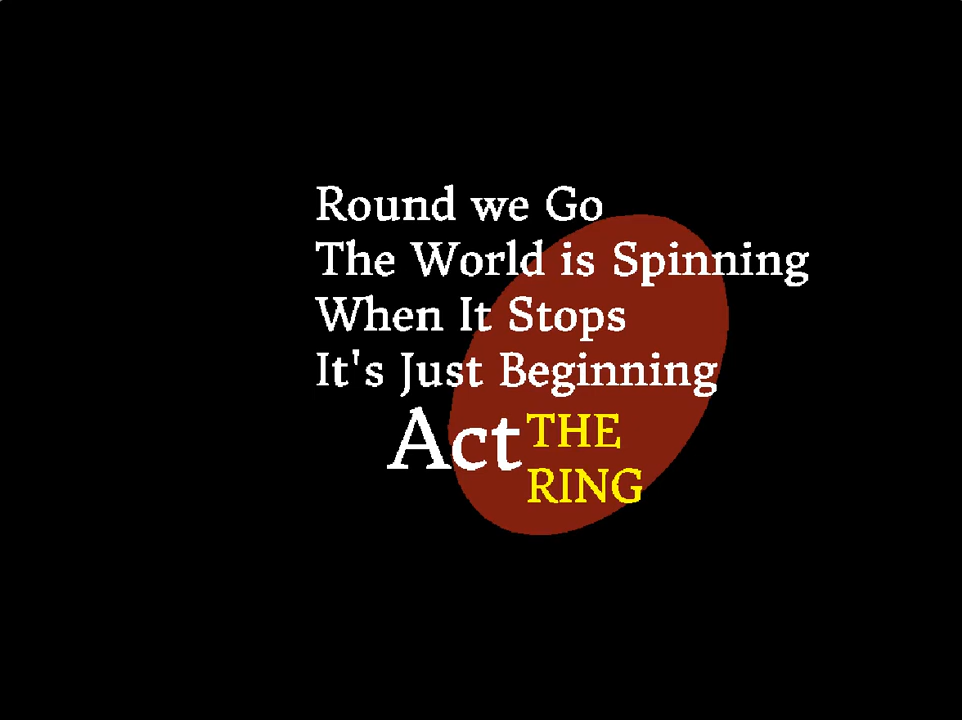 Round we Go
The World is Spinning
When It Stops
It's Just Beginning
Act THE
RING